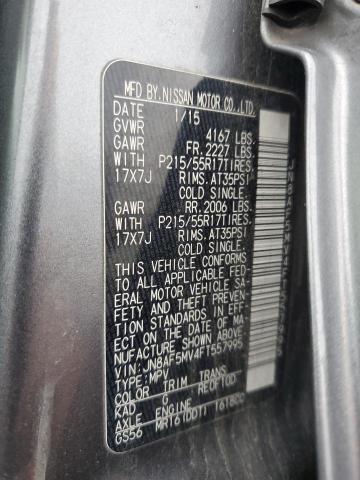 MFD BY.NISSAN MOTOR CO.,LTD.
DATE 1/15
GVWR 4167 LBS.
GAWR FR. 2227 LBS.
WITH P215/55R17TIRES,
17X7J RIMS.AT35PSI
COLD SINGLE.
GAWR RR. 2006 LBS.
WITH P215/55R17TIRES,
17X7J RIMS.AT35PSI
COLD SINGLE.
THIS VEHICLE CONFORMS
TO ALL APPLICABLE FED-
ERAL MOTOR VEHICLE SA-
FETY AND THEFT PREVEN-
TION STANDARDS IN EFF-
ECT ON THE DATE OF MA-
NUFACTURE SHOWN ABOVE.
VIN:JN8AF5MV4FT557995
TYPE:MPV
COLOR TRIM TRANS
KAD G RE0F10D
AXLE ENGINE
GS56 MR16(DDT) 1618CC